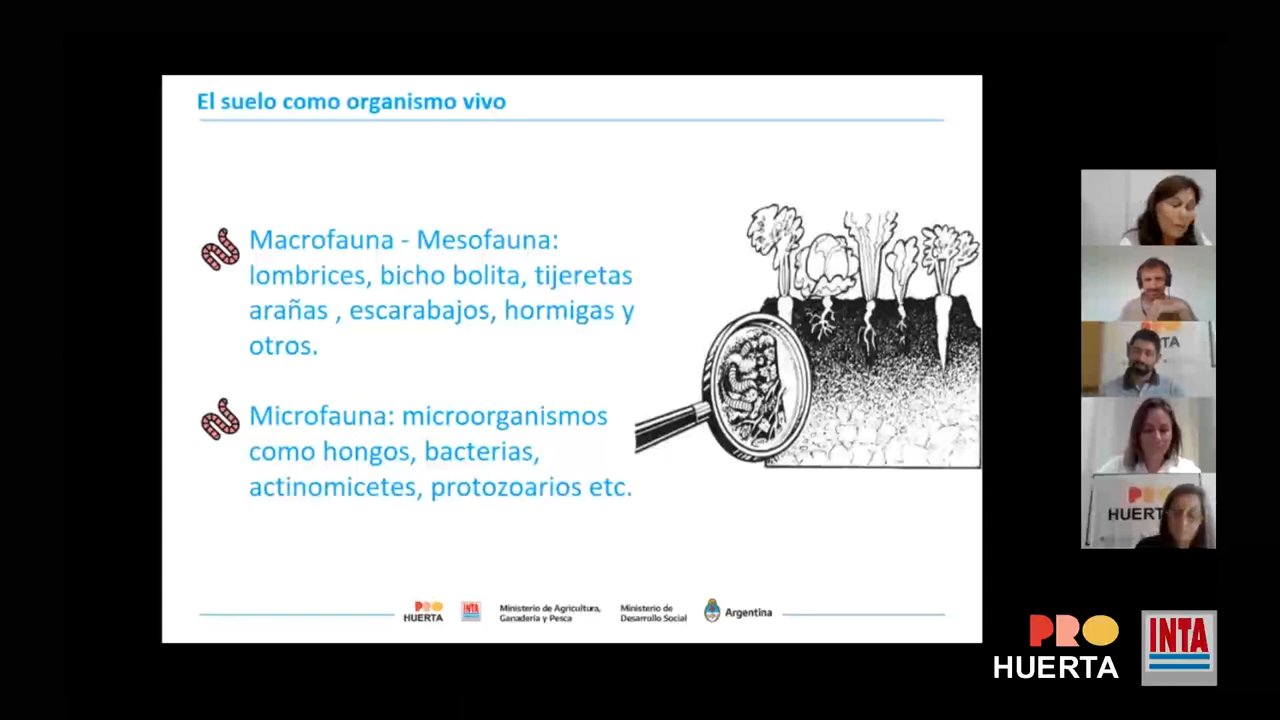 El suelo como organismo vivo
Macrofauna - Mesofauna:
lombrices, bicho bolita, tijeretas
arañas , escarabajos, hormigas y
otros.
Microfauna: microorganismos
como hongos, bacterias,
actinomicetes, protozoarios etc.
PRO
HUERTA
INTA
Ministerio de Agricultura,
Ganadería y Pesca
Ministerio de
Desarrollo Social
Argentina
TA
HUERT
PRO
HUERTA
INTA